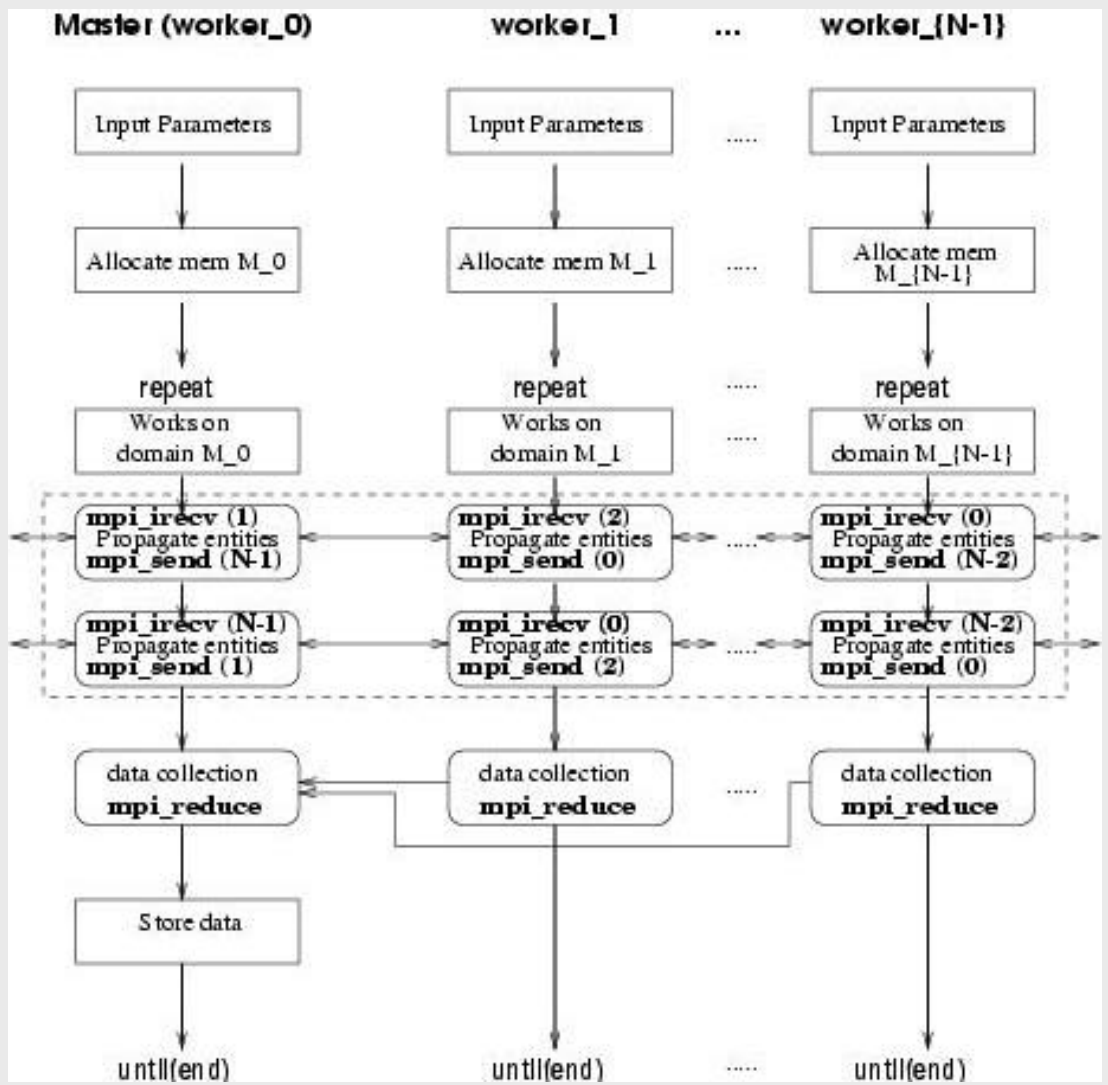 Master (worker_0) worker_1 ... worker_{N-1}
Input Parameters Input Parameters ..... Input Parameters
Allocate mem M_0 Allocate mem M_1 ..... Allocate mem
M_{N-1}
repeat repeat ..... repeat
Works on Works on Works on
domain M_0 domain M_1 ..... domain M_{N-1}
mpi_irecv (1) mpi_irecv (2) mpi_irecv (0)
Propagate entities Propagate entities ..... Propagate entities
mpi_send (N-1) mpi_send (0) mpi_send (N-2)
mpi_irecv (N-1) mpi_irecv (0) mpi_irecv (N-2)
Propagate entities Propagate entities ..... Propagate entities
mpi_send (1) mpi_send (2) mpi_send (0)
data collection data collection ..... data collection
mpi_reduce mpi_reduce mpi_reduce
Store data
until(end) until(end) ..... until(end)